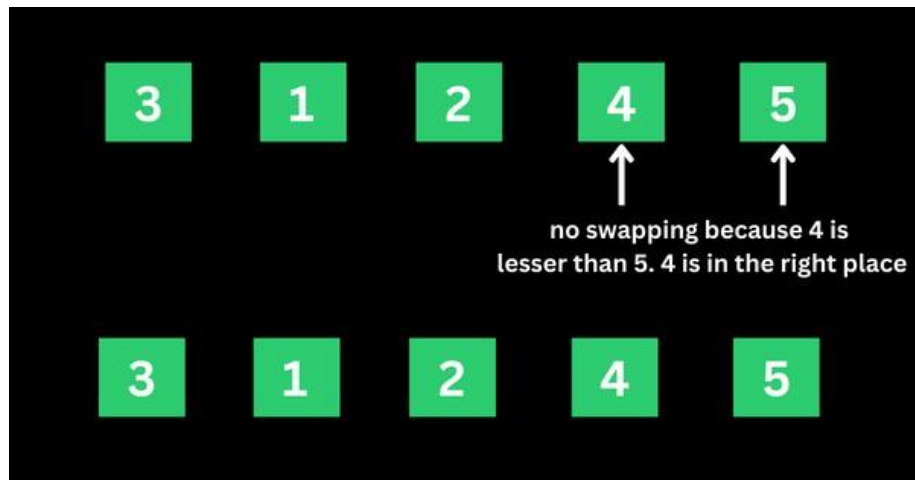 3 1 2 4 5
no swapping because 4 is
lesser than 5. 4 is in the right place
3 1 2 4 5